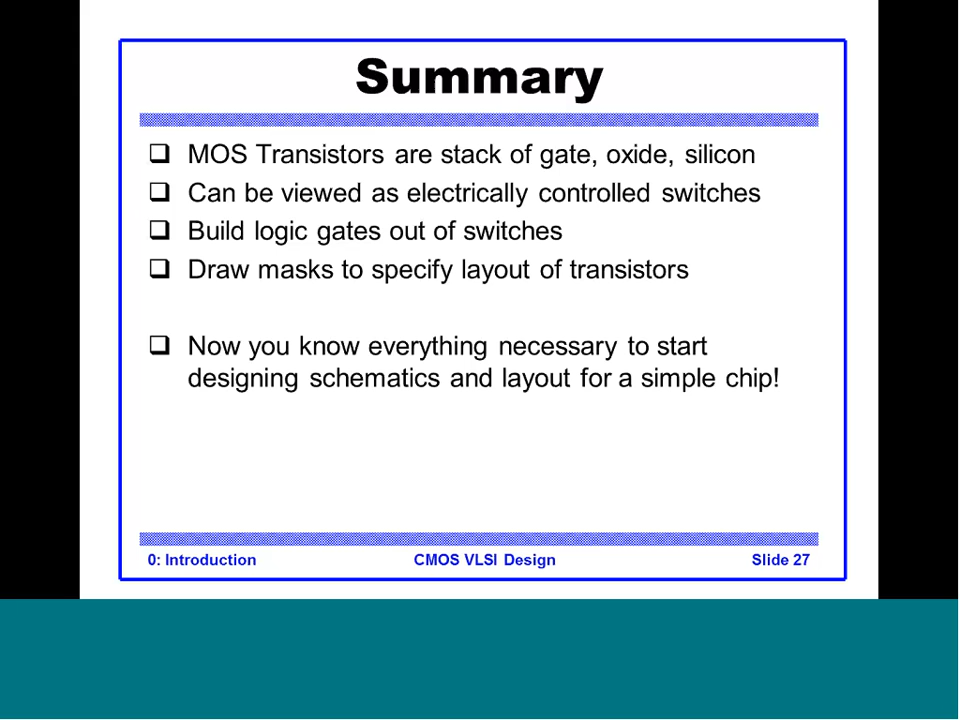 Summary
MOS Transistors are stack of gate, oxide, silicon
Can be viewed as electrically controlled switches
Build logic gates out of switches
Draw masks to specify layout of transistors
Now you know everything necessary to start
designing schematics and layout for a simple chip!
0: Introduction
CMOS VLSI Design
Slide 27